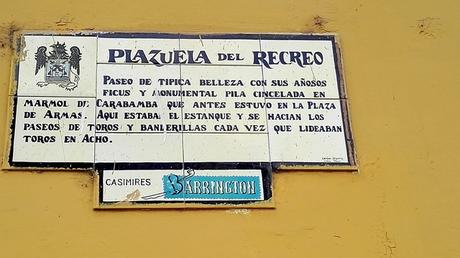 PLAZUELA DEL RECREO
PASEO DE TIPICA BELLEZA CON SUS AÑOSOS
FICUS Y MONUMENTAL PILA CINCELADA EN
MARMOL DE CARABAMBA QUE ANTES ESTUVO EN LA PLAZA
DE ARMAS. AQUI ESTABA EL ESTANQUE Y SE HACIAN LOS
PASEOS DE TOROS Y BANERILLAS CADA VEZ QUE LIDEABAN
TOROS EN ACHO.
CASIMIRES BARRINGTON